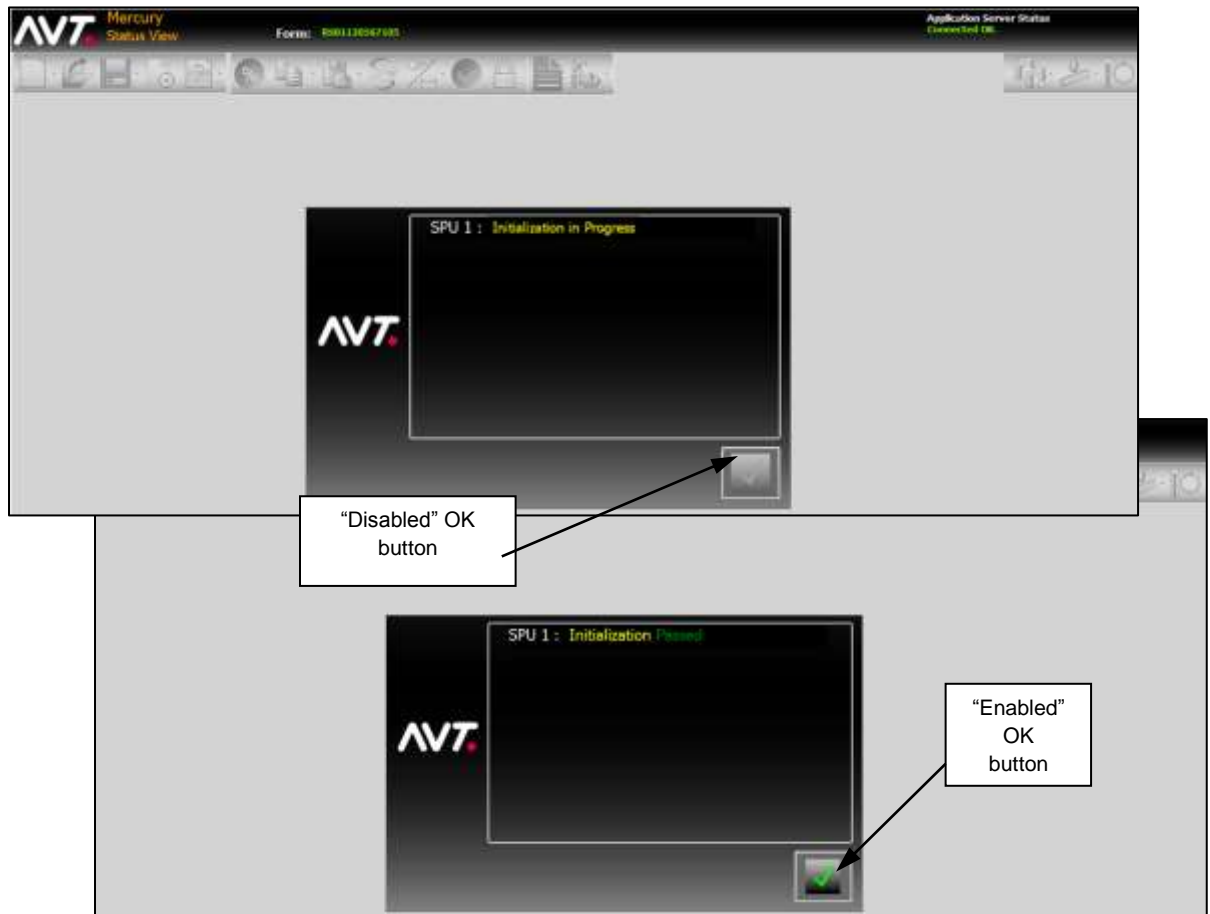 AVT.
Mercury
Status View
Form:
Application Server Status
Connected OK
SPU 1 : Initialization in Progress
AVT.
“Disabled” OK
button
SPU 1 : Initialization Passed
AVT.
“Enabled”
OK
button